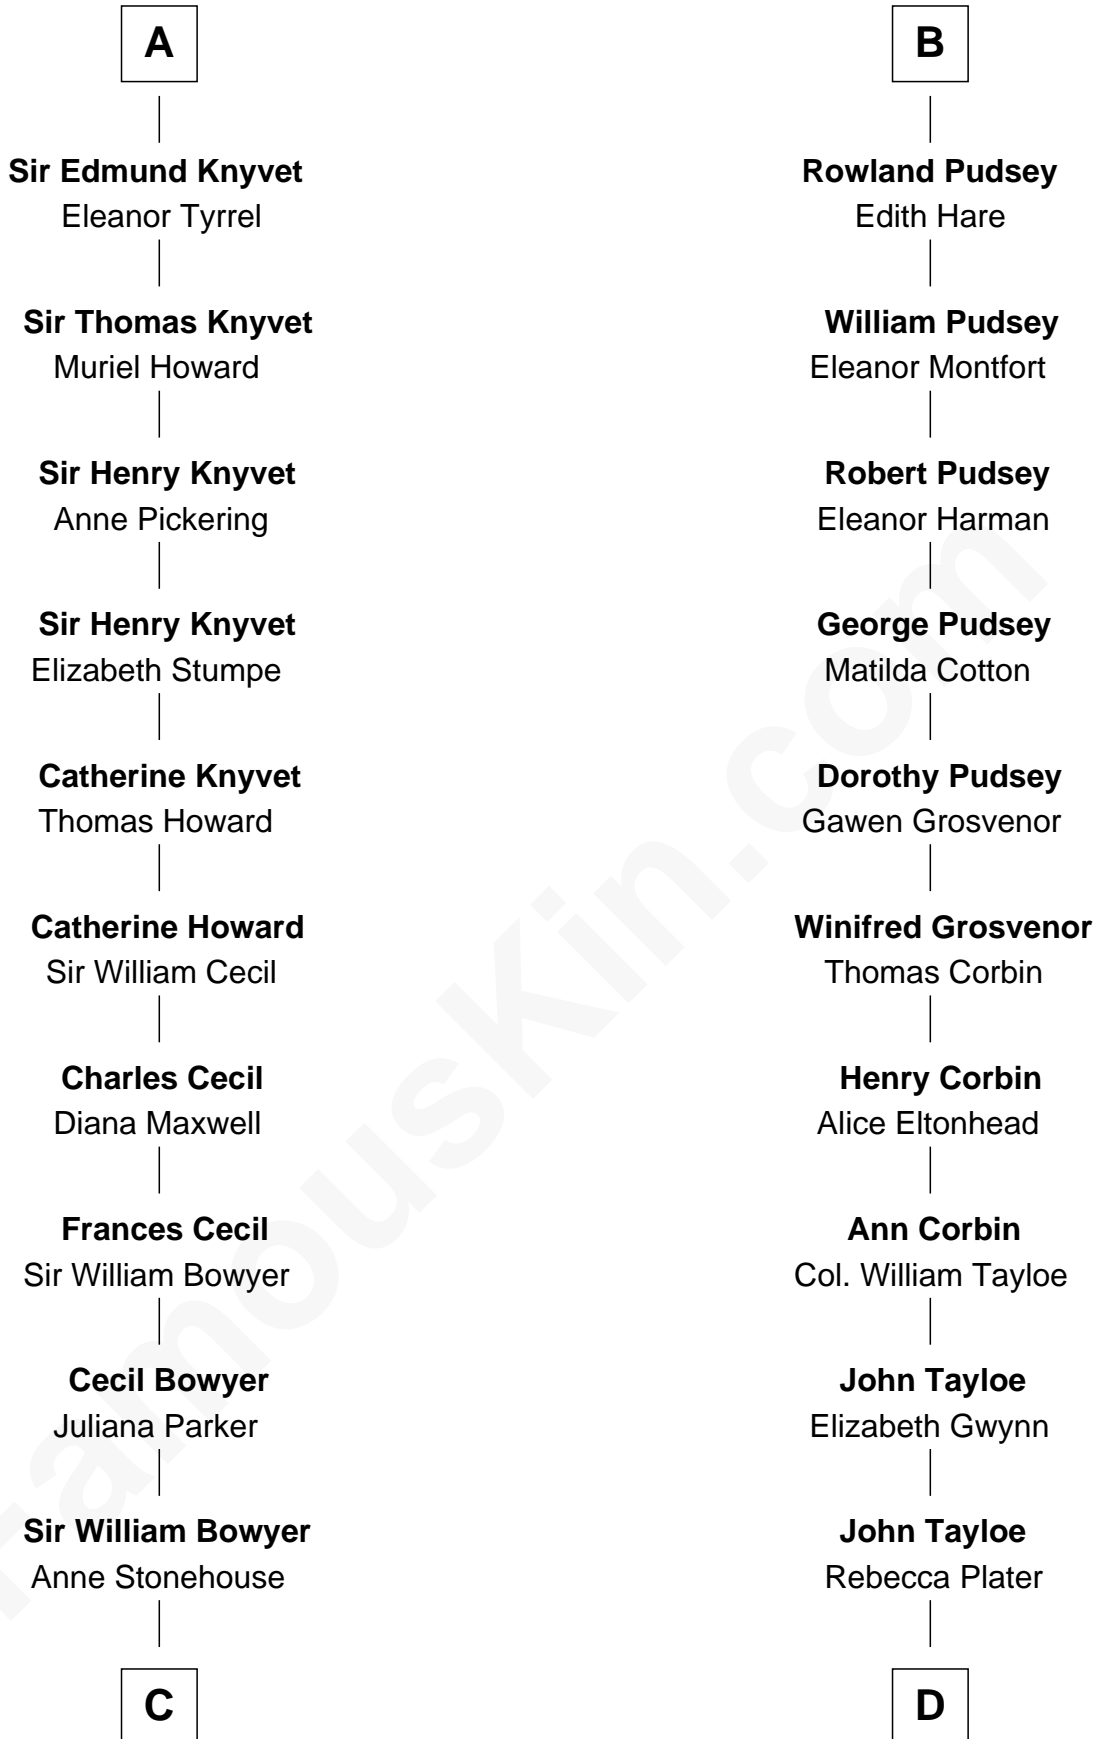 A
Sir Edmund Knyvet
Eleanor Tyrrel
Sir Thomas Knyvet
Muriel Howard
Sir Henry Knyvet
Anne Pickering
Sir Henry Knyvet
Elizabeth Stumpe
Catherine Knyvet
Thomas Howard
Catherine Howard
Sir William Cecil
Charles Cecil
Diana Maxwell
Frances Cecil
Sir William Bowyer
Cecil Bowyer
Juliana Parker
Sir William Bowyer
Anne Stonehouse
C
B
Rowland Pudsey
Edith Hare
William Pudsey
Eleanor Montfort
Robert Pudsey
Eleanor Harman
George Pudsey
Matilda Cotton
Dorothy Pudsey
Gawen Grosvenor
Winifred Grosvenor
Thomas Corbin
Henry Corbin
Alice Eltonhead
Ann Corbin
Col. William Tayloe
John Tayloe
Elizabeth Gwynn
John Tayloe
Rebecca Plater
D
FamousKin.com